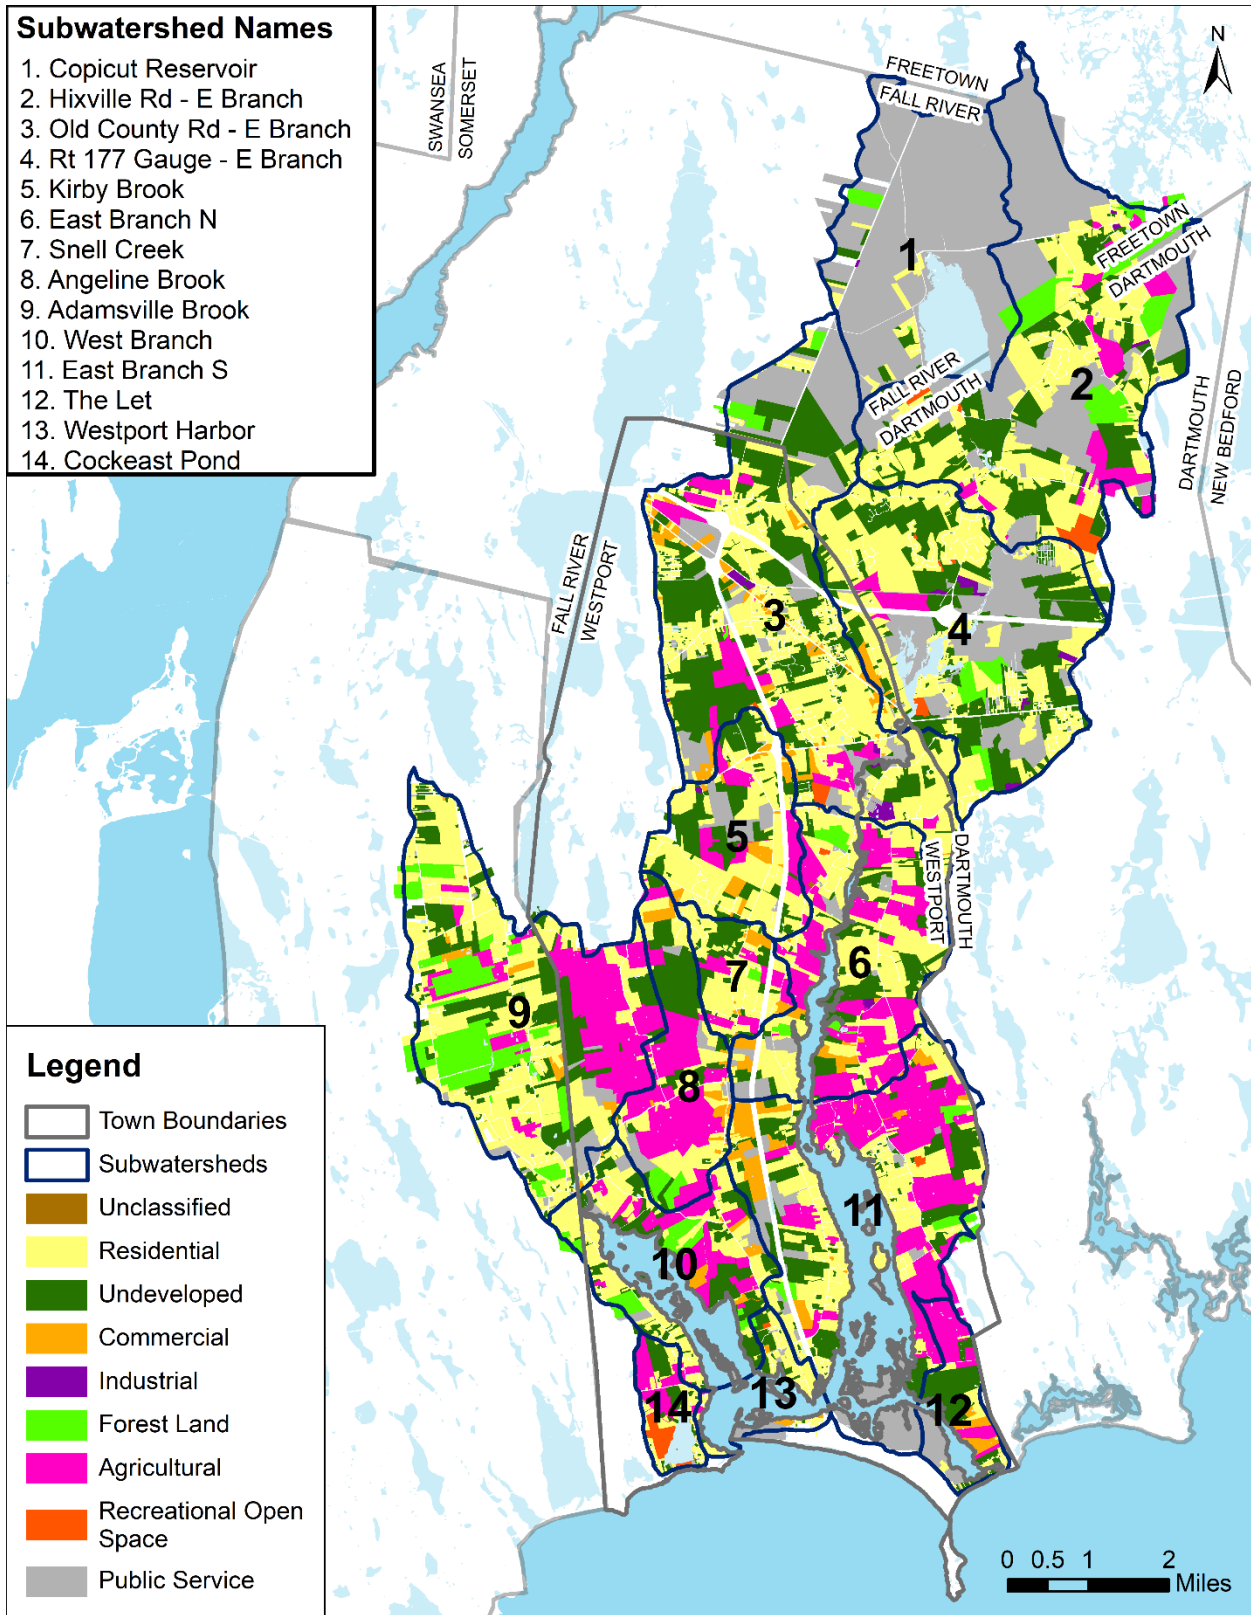 Subwatershed Names
1. Copicut Reservoir
2. Hixville Rd - E Branch
3. Old County Rd - E Branch
4. Rt 177 Gauge - E Branch
5. Kirby Brook
6. East Branch N
7. Snell Creek
8. Angeline Brook
9. Adamsville Brook
10. West Branch
11. East Branch S
12. The Let
13. Westport Harbor
14. Cockeast Pond
SWANSEA
SOMERSET
N
FREETOWN
FALL RIVER
1
FREETOWN
DARTMOUTH
FALL RIVER
DARTMOUTH
2
DARTMOUTH
NEW BEDFORD
FALL RIVER
WESTPORT
3
4
5
DARTMOUTH
WESTPORT
6
7
9
8
11
10
13
14
12
Legend
Town Boundaries
Subwatersheds
Unclassified
Residential
Undeveloped
Commercial
Industrial
Forest Land
Agricultural
Recreational Open
Space
Public Service
0 0.5 1 2
Miles